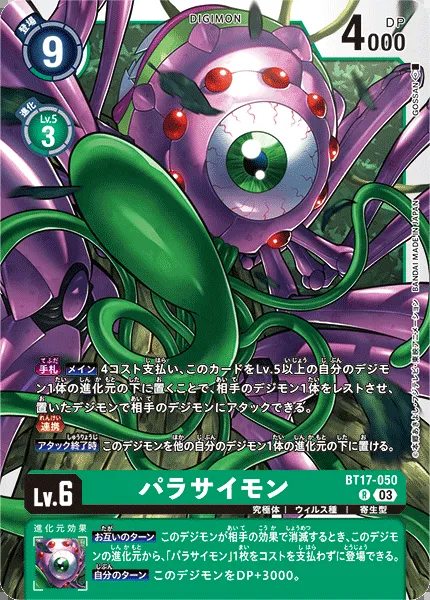 DIGIMON
登場
9
DP
4000
進化
Lv.5
3
GOSSAN
BANDAI MADE IN JAPAN
手札 メイン 4コスト支払い、このカードをLv.5以上の自分のデジモ
ン1体の進化元の下に置くことで、相手のデジモン1体をレストさせ、
置いたデジモンで相手のデジモンにアタックできる。
連携
アタック終了時 このデジモンを他の自分のデジモン1体の進化元の下に置ける。
BT17-050
Lv.6
パラサイモン
R 03
究極体 ウィルス種 寄生型
進化元効果
お互いのターン このデジモンが相手の効果で消滅するとき、このデジモ
ンの進化元から、「パラサイモン」1枚をコストを支払わずに登場できる。
自分のターン このデジモンをDP+3000。